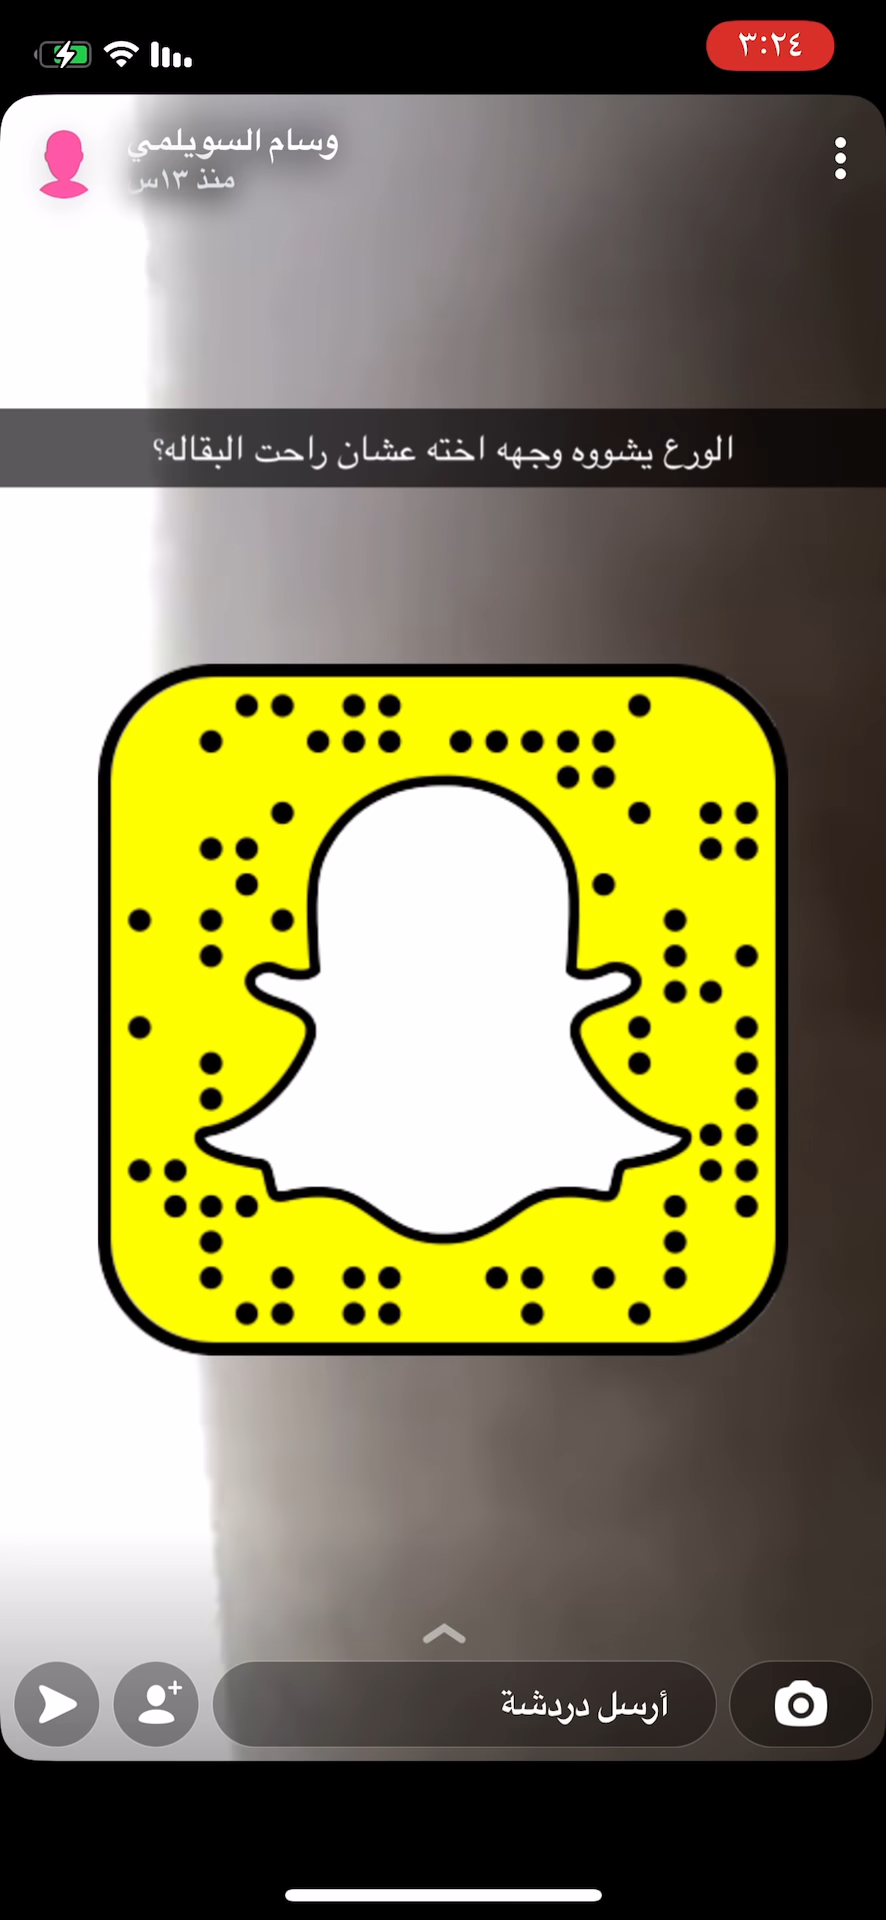 ٣:٢٤
وسام السويلمي
منذ ١٣س
الورع يشووه وجهه اخته عشان راحت البقاله؟
أرسل دردشة